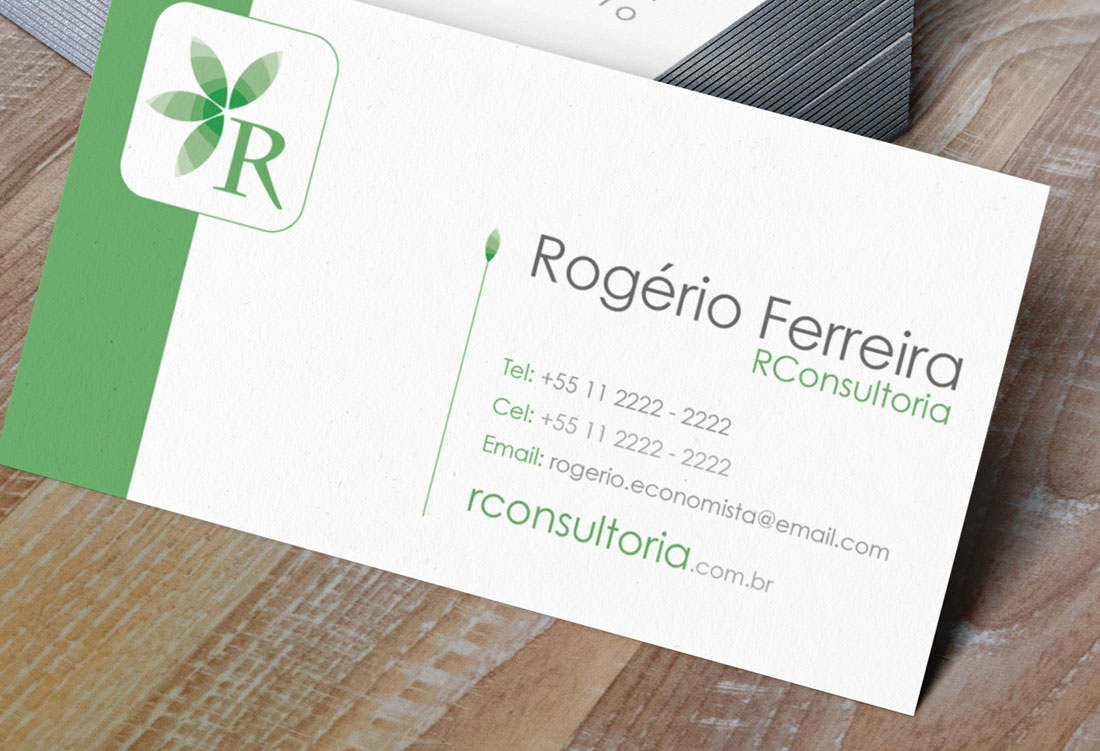 R
Rogério Ferreira
RConsultoria
Tel: +55 11 2222 - 2222
Cel: +55 11 2222 - 2222
Email: rogerio.economista@email.com
rconsultoria.com.br